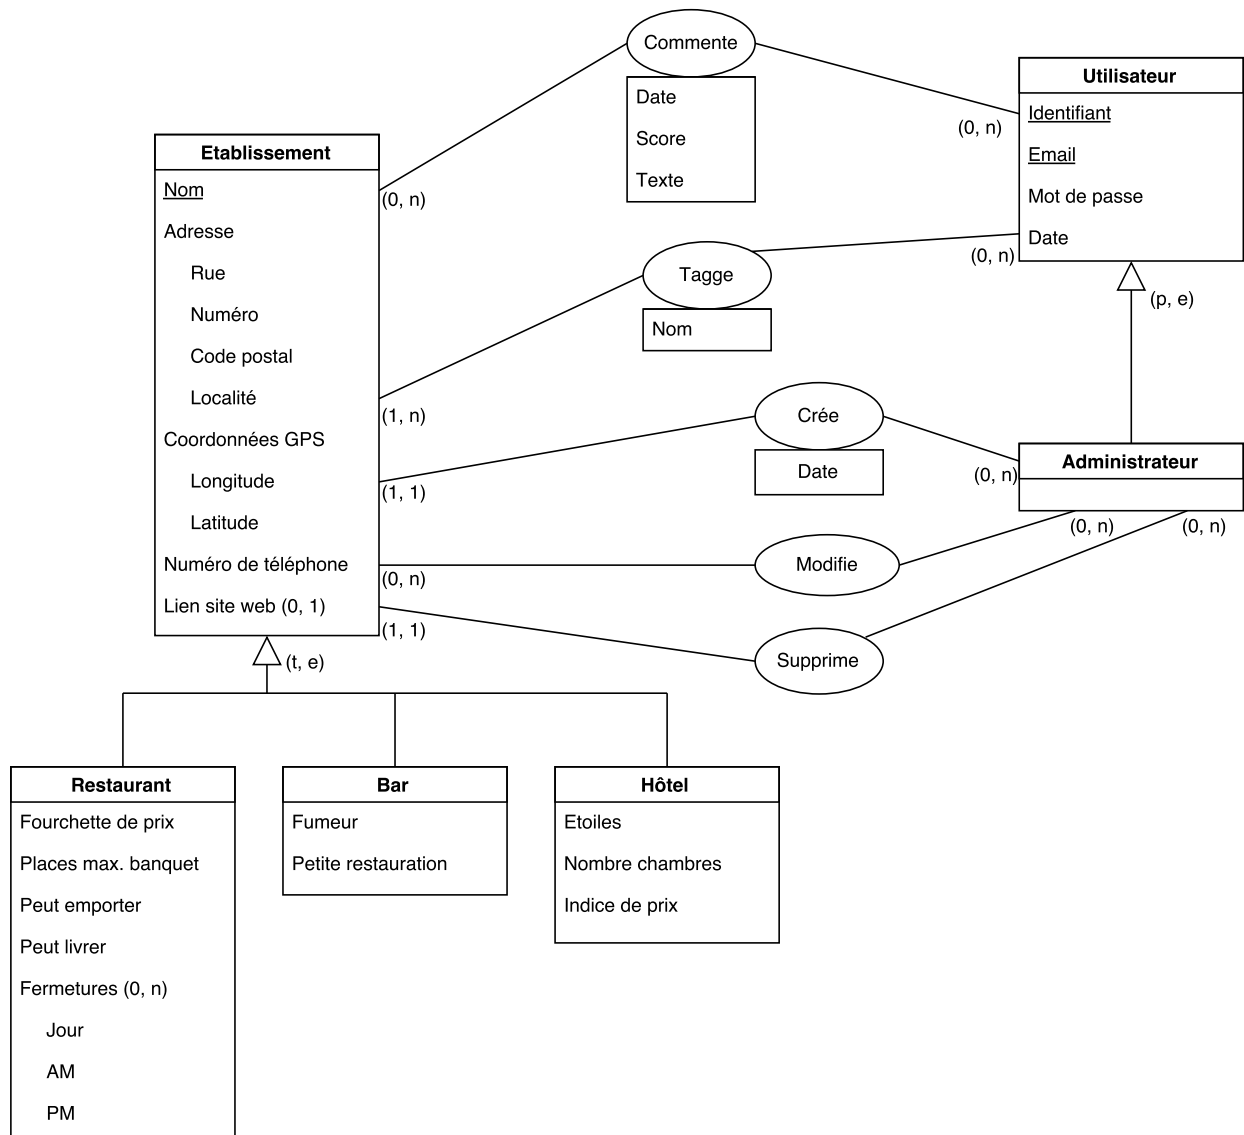 Commente
Date
Score
Texte
Utilisateur
Identifiant
Email
Mot de passe
Date
(0, n)
(0, n)
(p, e)
Etablissement
Nom
Adresse
Rue
Numéro
Code postal
Localité
Coordonnées GPS
Longitude
Latitude
Numéro de téléphone
Lien site web (0, 1)
(0, n)
(1, n)
(1, 1)
(0, n)
(1, 1)
(t, e)
Tagge
Nom
Crée
Date
(0, n)
Administrateur
(0, n)
(0, n)
Modifie
Supprime
Restaurant
Fourchette de prix
Places max. banquet
Peut emporter
Peut livrer
Fermetures (0, n)
Jour
AM
PM
Bar
Fumeur
Petite restauration
Hôtel
Etoiles
Nombre chambres
Indice de prix